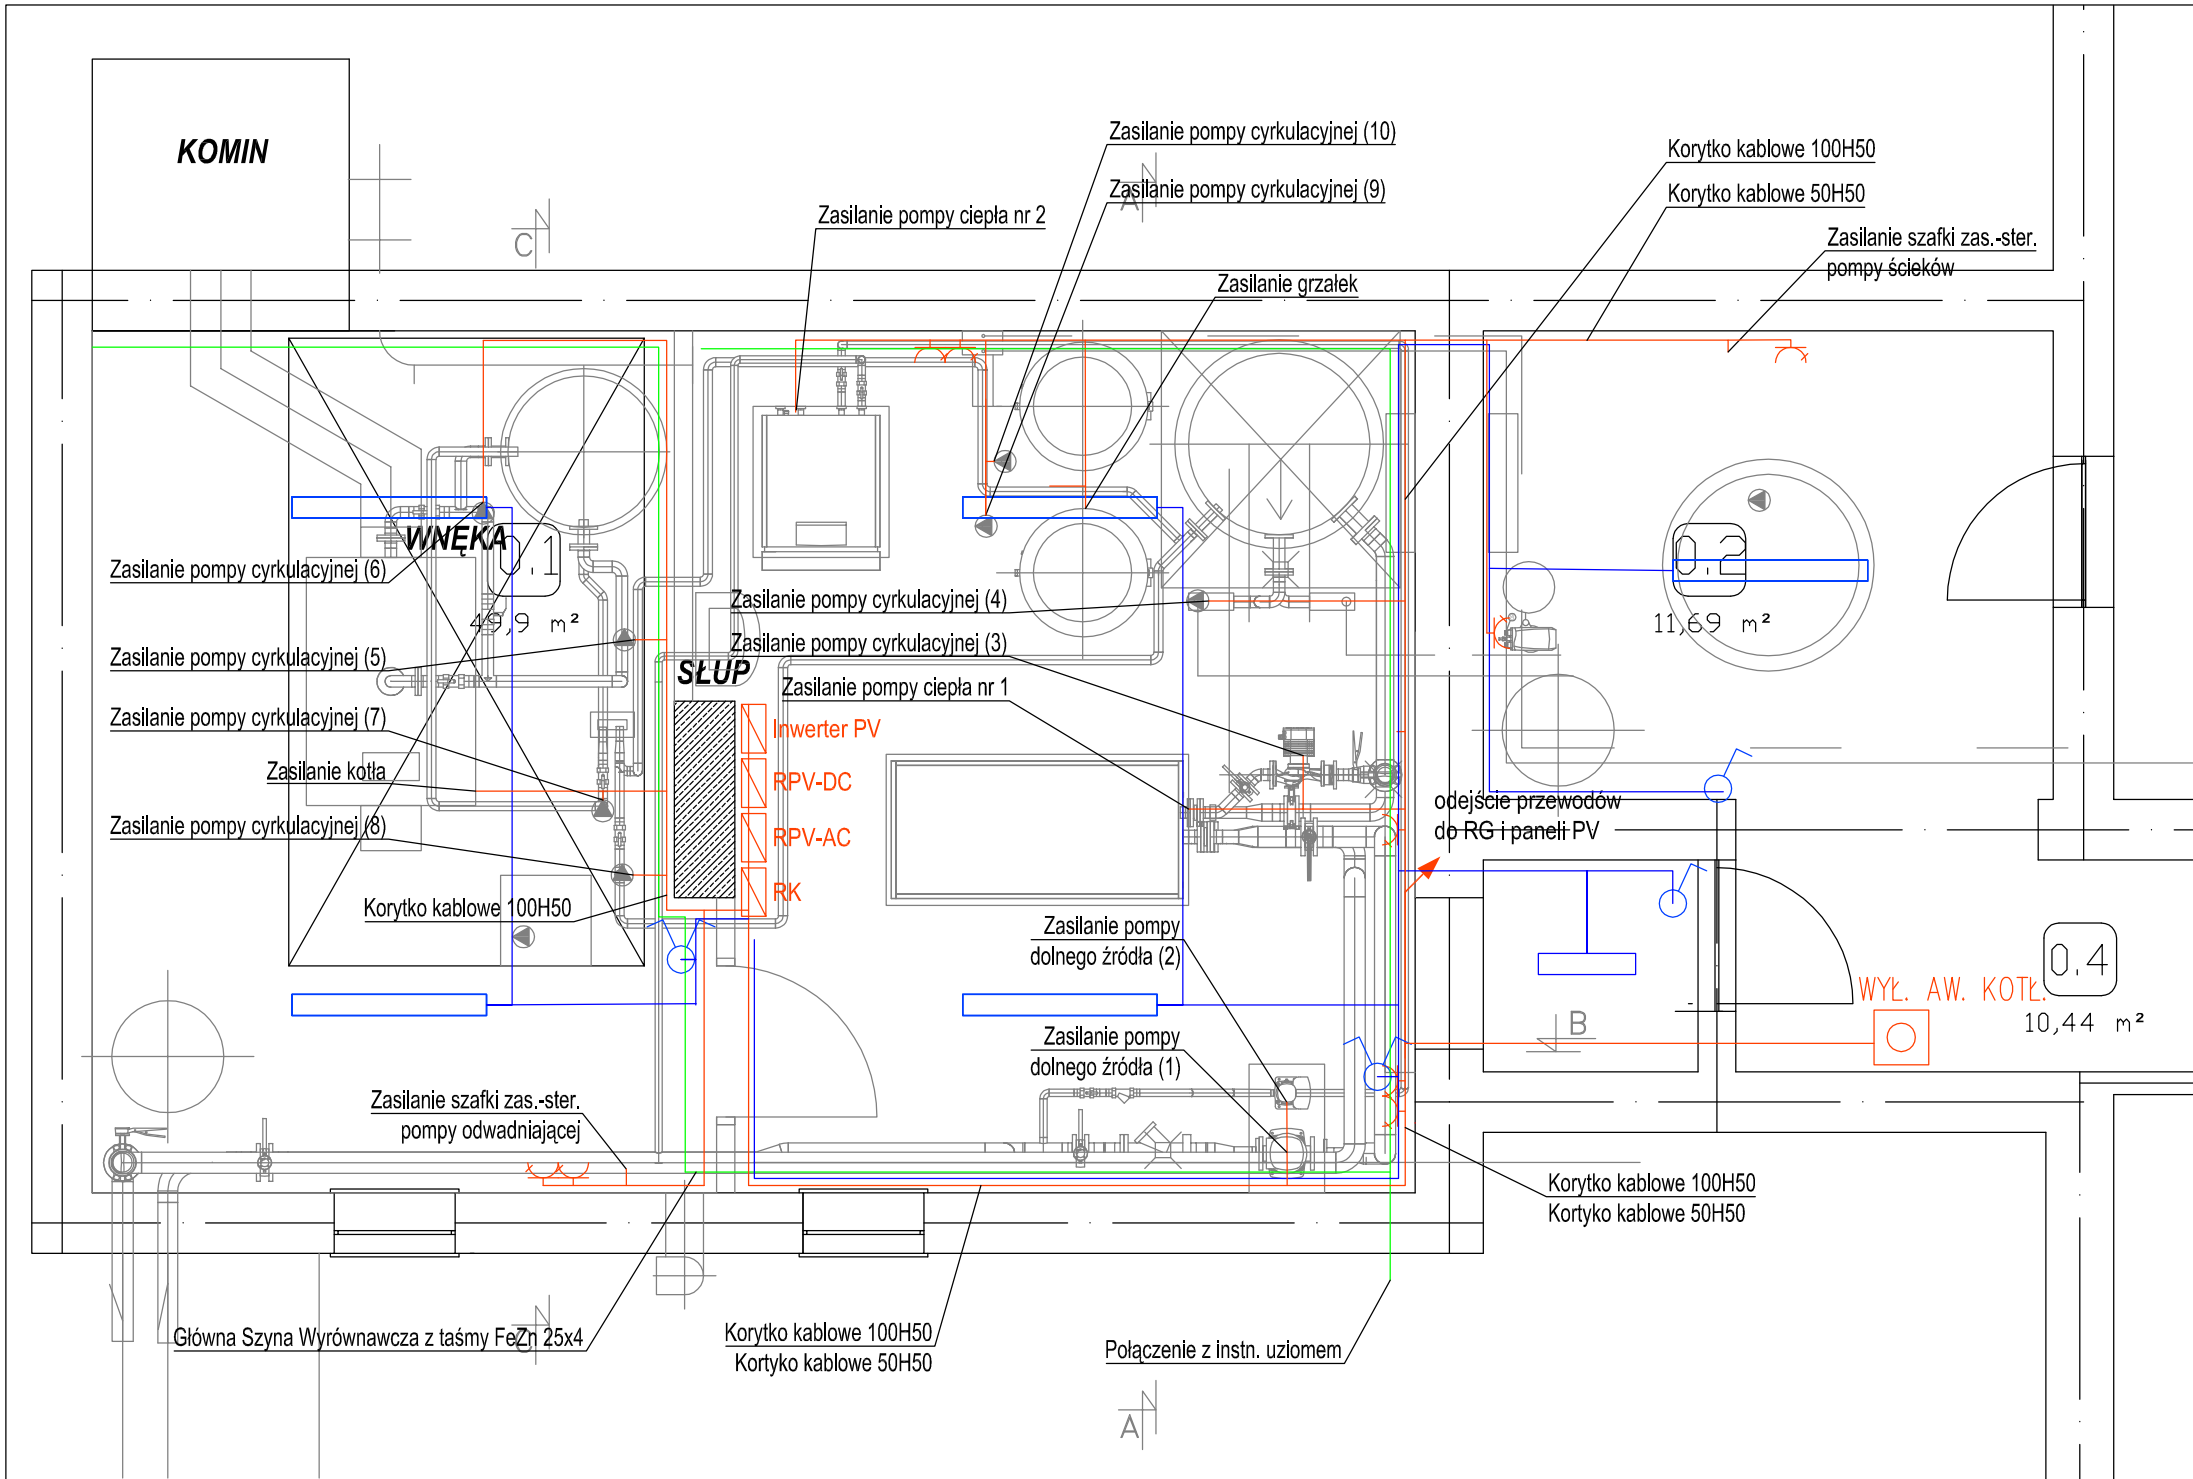 KOMIN
Zasilanie pompy cyrkulacyjnej (10)
Korytko kablowe 100H50
A
Zasilanie pompy cyrkulacyjnej (9)
Korytko kablowe 50H50
Zasilanie pompy ciepła nr 2
C
Zasilanie szafki zas.-ster.
pompy ścieków
Zasilanie grzałek
WNĘKA
0.1
49,9 m²
0.2
11,69 m²
Zasilanie pompy cyrkulacyjnej (6)
Zasilanie pompy cyrkulacyjnej (4)
Zasilanie pompy cyrkulacyjnej (3)
Zasilanie pompy cyrkulacyjnej (5)
SŁUP
Zasilanie pompy ciepła nr 1
Zasilanie pompy cyrkulacyjnej (7)
Inwerter PV
Zasilanie kotła
RPV-DC
odejście przewodów
do RG i paneli PV
Zasilanie pompy cyrkulacyjnej (8)
RPV-AC
RK
Korytko kablowe 100H50
Zasilanie pompy
dolnego źródła (2)
0.4
WYŁ. AW. KOTŁ.
10,44 m²
B
Zasilanie pompy
dolnego źródła (1)
Zasilanie szafki zas.-ster.
pompy odwadniającej
Korytko kablowe 100H50
Kortyko kablowe 50H50
Główna Szyna Wyrównawcza z taśmy FeZn 25x4
C
Korytko kablowe 100H50
Kortyko kablowe 50H50
Połączenie z instn. uziomem
A